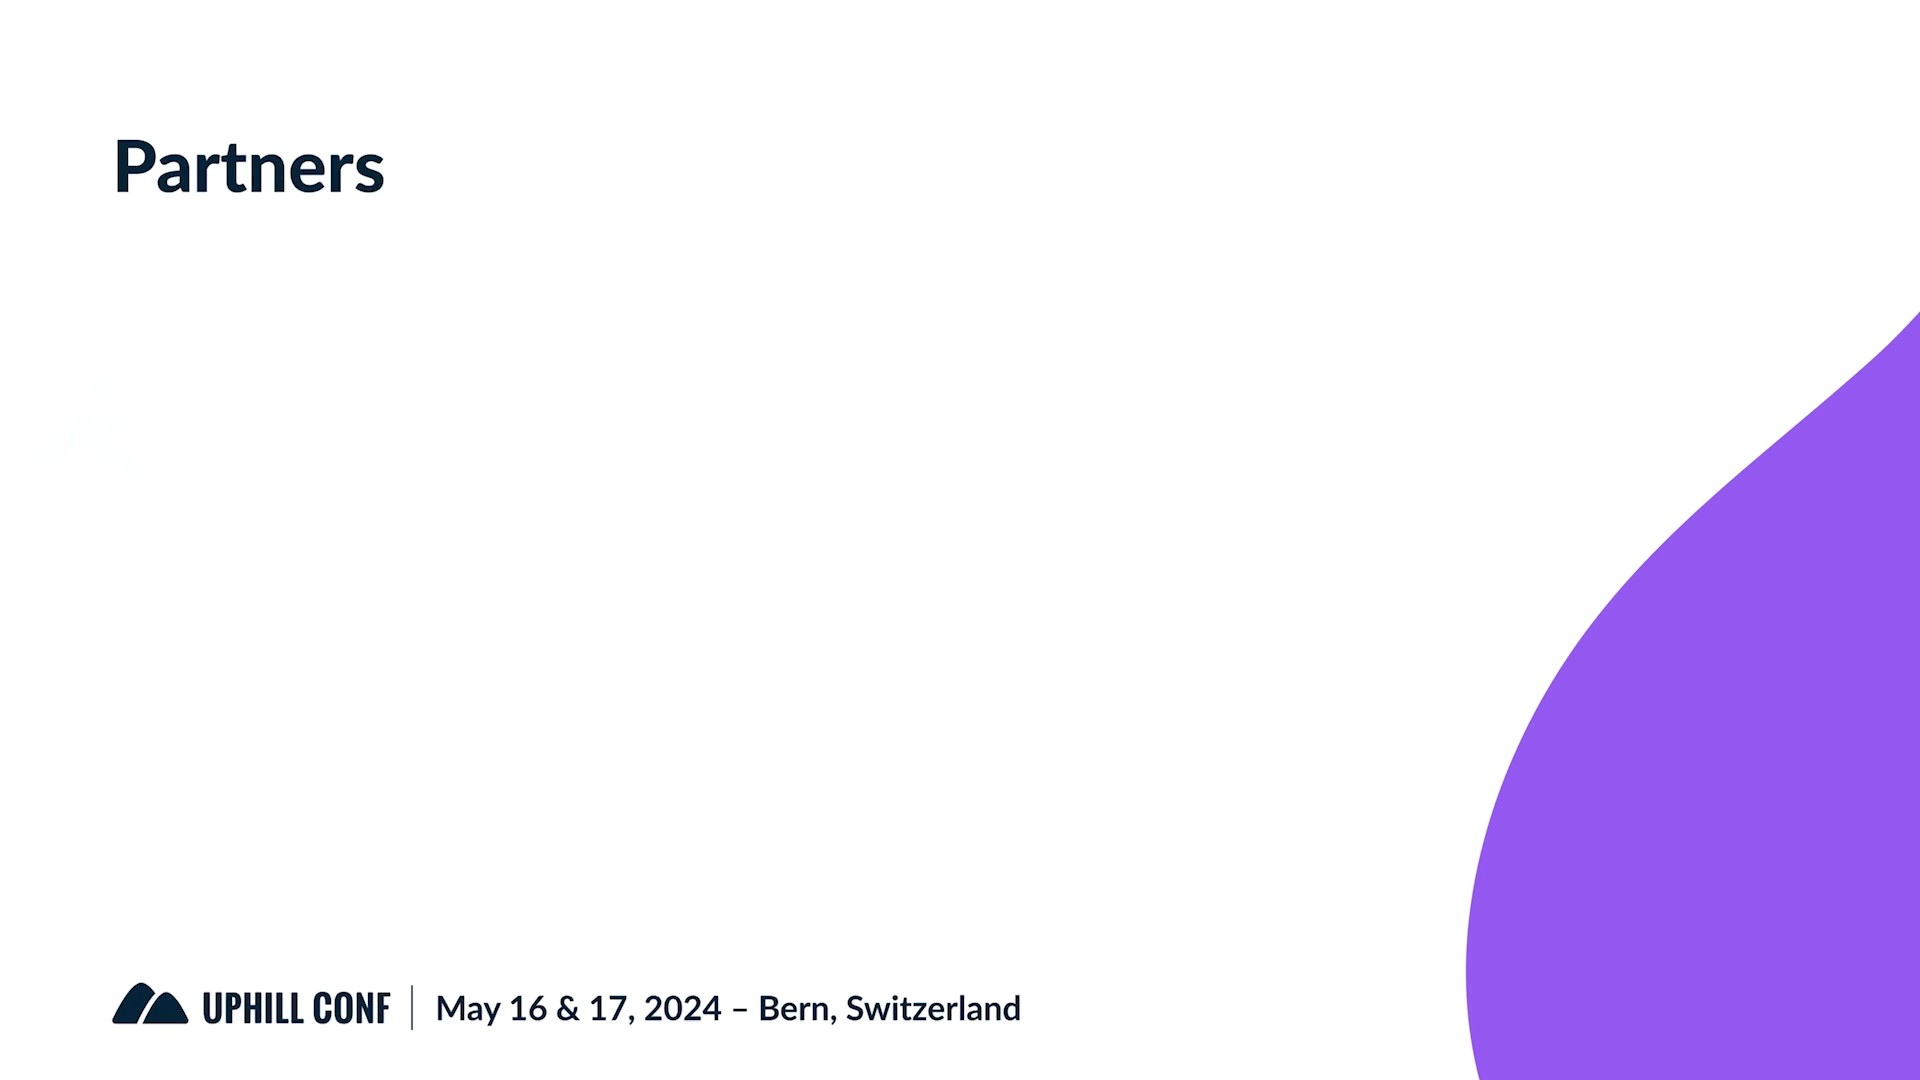 Partners
UPHILL CONF May 16 & 17, 2024 – Bern, Switzerland